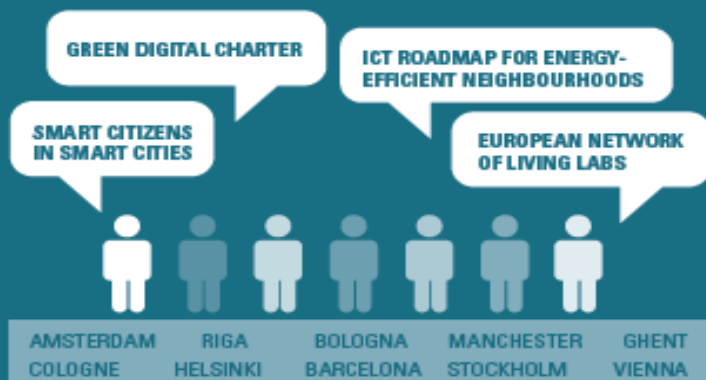 GREEN DIGITAL CHARTER
ICT ROADMAP FOR ENERGY-
EFFICIENT NEIGHBOURHOODS
SMART CITIZENS
IN SMART CITIES
EUROPEAN NETWORK
OF LIVING LABS
AMSTERDAM RIGA BOLOGNA MANCHESTER GHENT
COLOGNE HELSINKI BARCELONA STOCKHOLM VIENNA